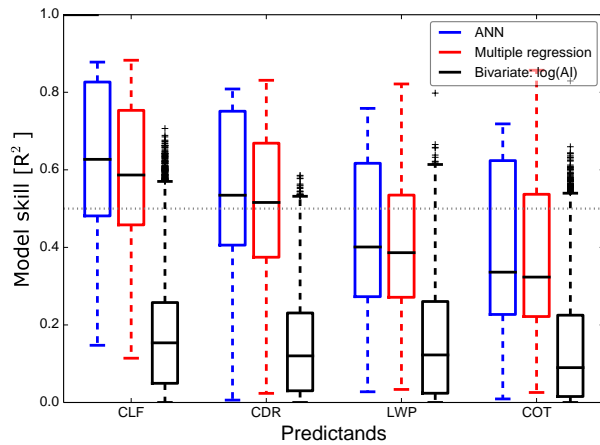 1.0
0.8
0.6
0.4
0.2
0.0
Model skill [R² ]
ANN
Multiple regression
Bivariate: log(AI)
CLF CDR LWP COT
Predictands